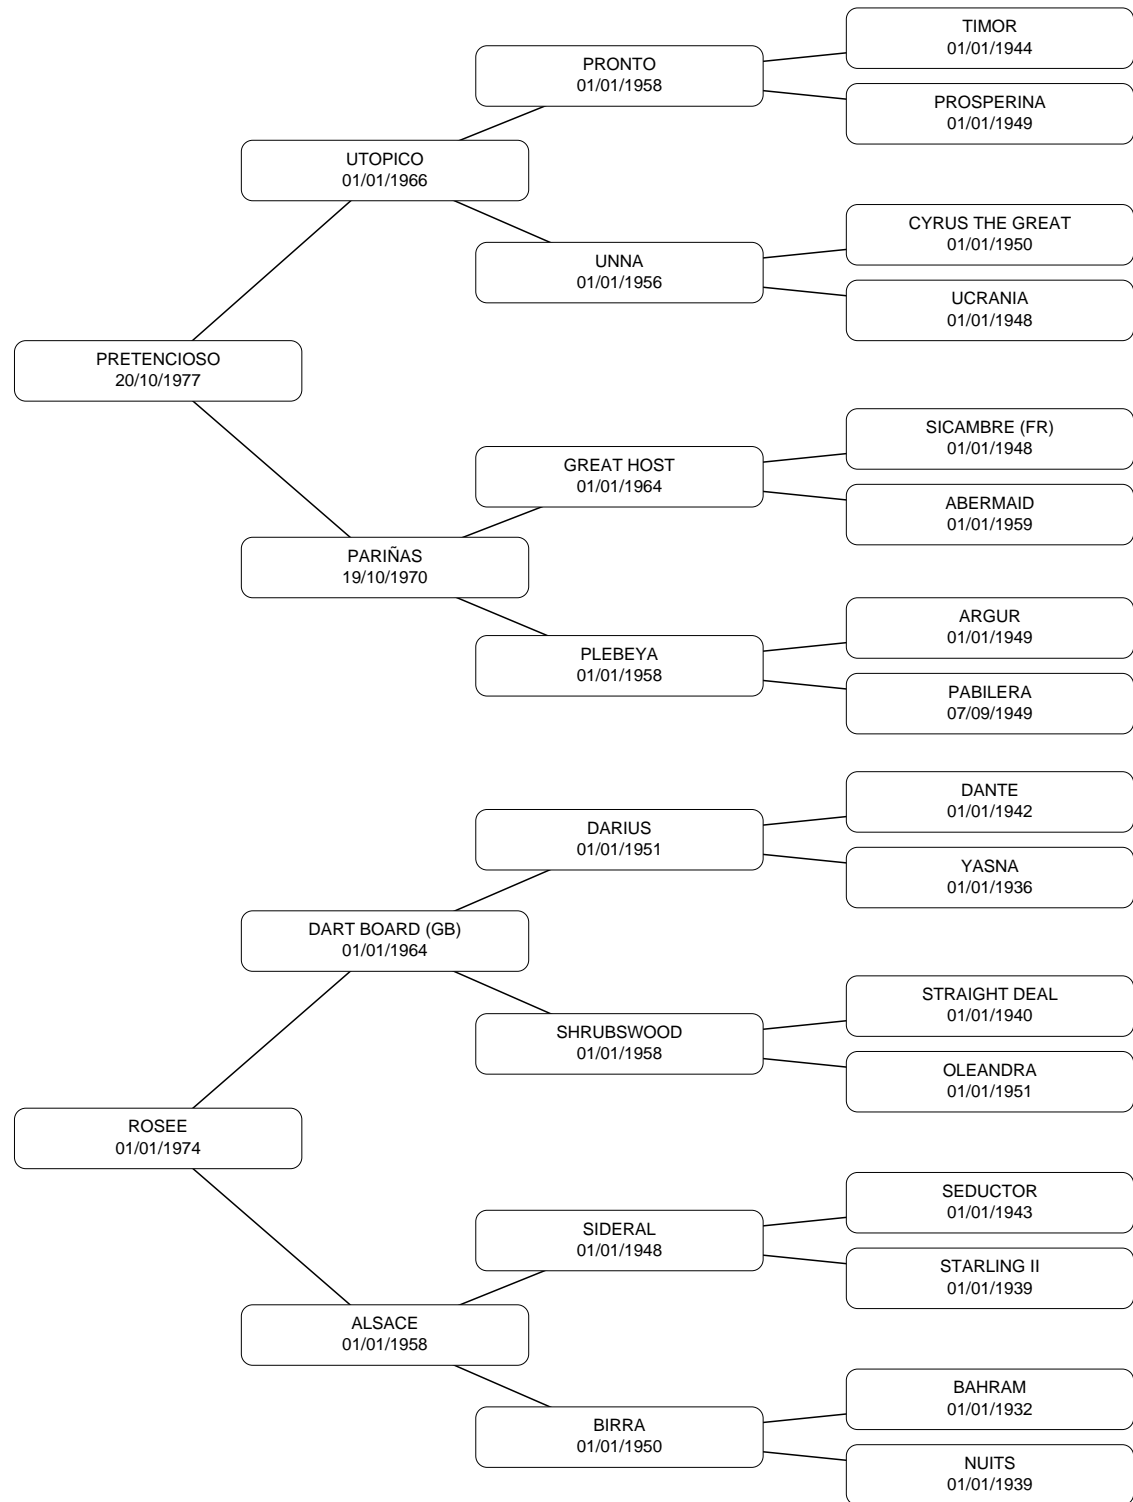 TIMOR
01/01/1944
PRONTO
01/01/1958
PROSPERINA
01/01/1949
UTOPICO
01/01/1966
CYRUS THE GREAT
01/01/1950
UNNA
01/01/1956
UCRANIA
01/01/1948
PRETENCIOSO
20/10/1977
SICAMBRE (FR)
01/01/1948
GREAT HOST
01/01/1964
ABERMAID
01/01/1959
PARIÑAS
19/10/1970
ARGUR
01/01/1949
PLEBEYA
01/01/1958
PABILERA
07/09/1949
DANTE
01/01/1942
DARIUS
01/01/1951
YASNA
01/01/1936
DART BOARD (GB)
01/01/1964
STRAIGHT DEAL
01/01/1940
SHRUBSWOOD
01/01/1958
OLEANDRA
01/01/1951
ROSEE
01/01/1974
SEDUCTOR
01/01/1943
SIDERAL
01/01/1948
STARLING II
01/01/1939
ALSACE
01/01/1958
BAHRAM
01/01/1932
BIRRA
01/01/1950
NUITS
01/01/1939